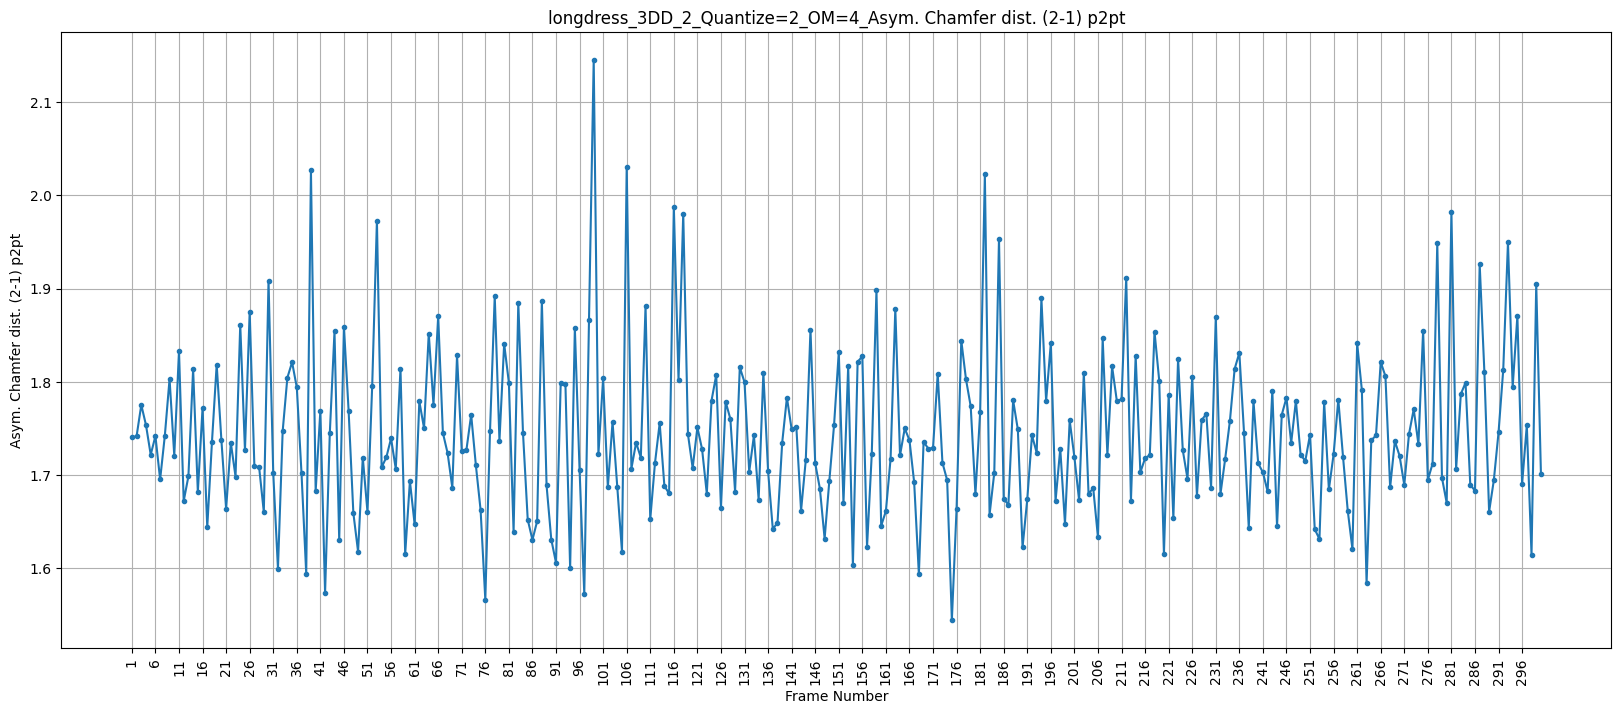 longdress_3DD_2_Quantize=2_OM=4_Asym. Chamfer dist. (2-1) p2pt
Asym. Chamfer dist. (2-1) p2pt
2.1
2.0
1.9
1.8
1.7
1.6
1 6 11 16 21 26 31 36 41 46 51 56 61 66 71 76 81 86 91 96 101 106 111 116 121 126 131 136 141 146 151 156 161 166 171 176 181 186 191 196 201 206 211 216 221 226 231 236 241 246 251 256 261 266 271 276 281 286 291 296
Frame Number